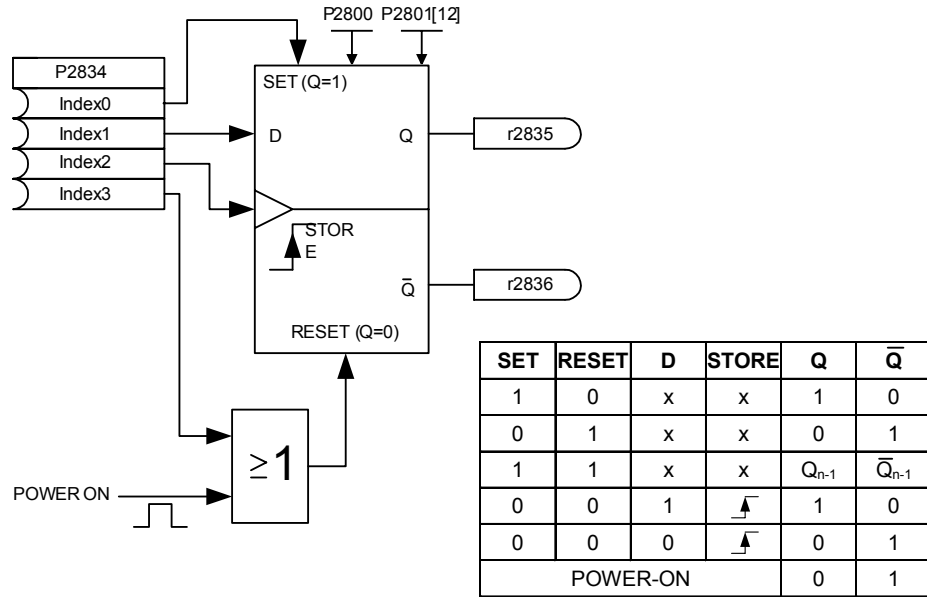 P2800 P2801[12]
P2834
Index0
Index1
Index2
Index3
SET (Q=1)
D
Q
r2835
STOR
E
Q̅
r2836
RESET (Q=0)
≥1
POWER ON
SET RESET D STORE Q Q̅
1 0 x x 1 0
0 1 x x 0 1
1 1 x x Qn-1 Q̅n-1
0 0 1 1 0
0 0 0 0 1
POWER-ON 0 1